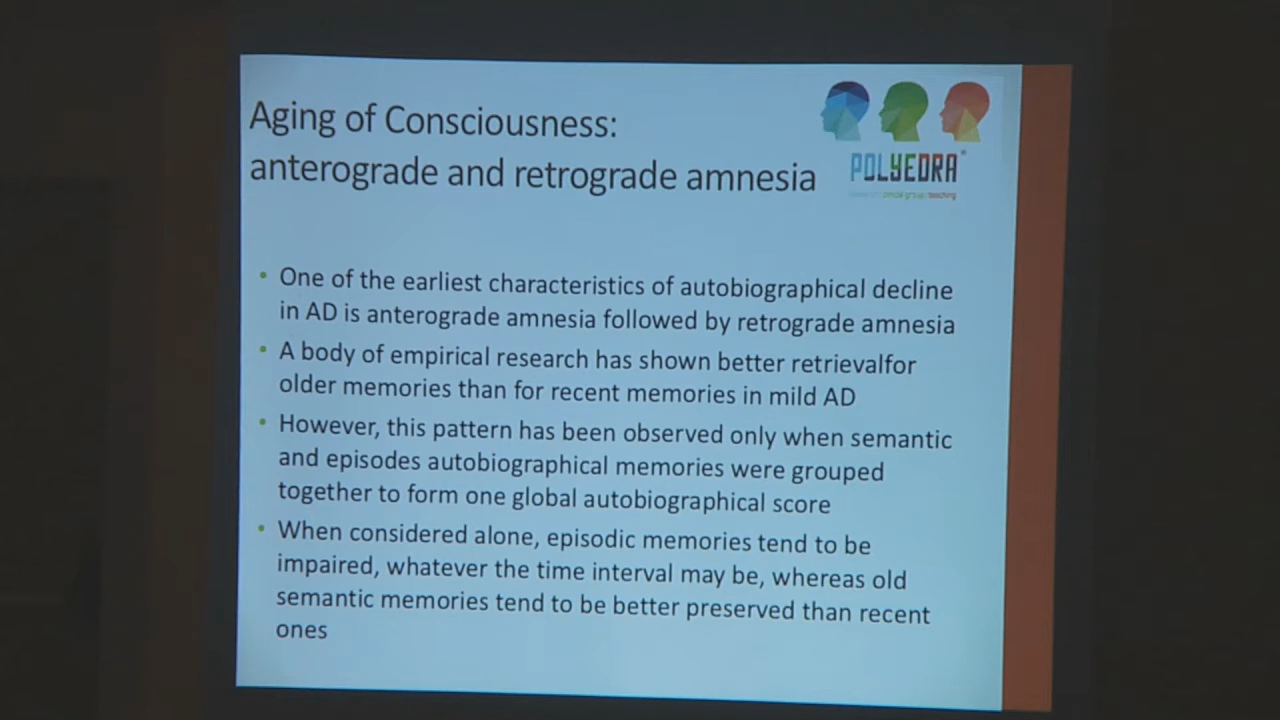 Aging of Consciousness:
anterograde and retrograde amnesia
POLYEDRA
• One of the earliest characteristics of autobiographical decline
in AD is anterograde amnesia followed by retrograde amnesia
• A body of empirical research has shown better retrievalfor
older memories than for recent memories in mild AD
• However, this pattern has been observed only when semantic
and episodes autobiographical memories were grouped
together to form one global autobiographical score
• When considered alone, episodic memories tend to be
impaired, whatever the time interval may be, whereas old
semantic memories tend to be better preserved than recent
ones